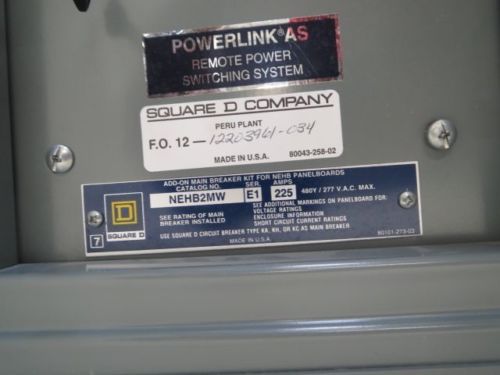 POWERLINK® AS
REMOTE POWER
SWITCHING SYSTEM
SQUARE D COMPANY
PERU PLANT
F.O. 12 — 12203961-034
MADE IN U.S.A. 80043-258-02
ADD-ON MAIN BREAKER KIT FOR NEHB PANELBOARDS
CATALOG NO. SER. AMPS
NEHB2MW E1 225 480Y / 277 V.A.C. MAX.
SEE RATING OF MAIN
BREAKER INSTALLED
SEE ADDITIONAL MARKINGS ON PANELBOARD FOR:
VOLTAGE RATINGS
ENCLOSURE INFORMATION
SHORT CIRCUIT CURRENT RATINGS
USE SQUARE D CIRCUIT BREAKER TYPE KA, KH, OR KC AS MAIN BREAKER
MADE IN U.S.A.
80101-273-03
D
SQUARE D
7